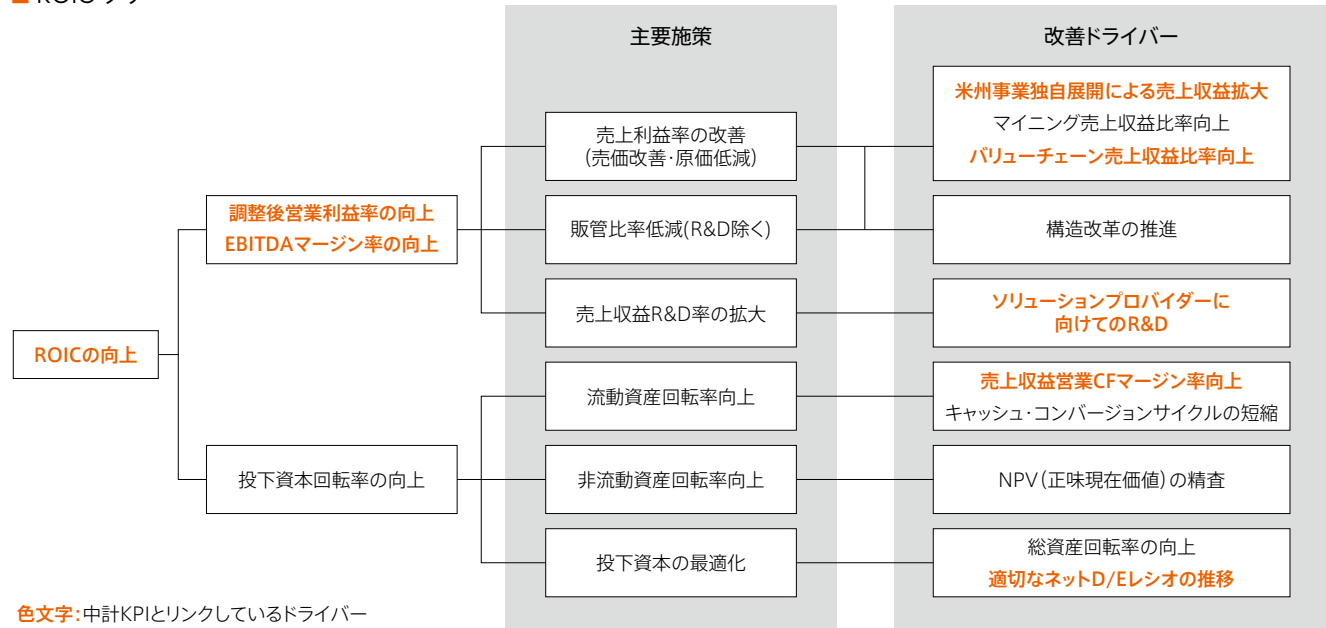 主要施策
改善ドライバー
ROICの向上
調整後営業利益率の向上
EBITDAマージン率の向上
投下資本回転率の向上
売上利益率の改善
(売価改善･原価低減)
販管比率低減(R&D除く)
売上収益R&D率の拡大
流動資産回転率向上
非流動資産回転率向上
投下資本の最適化
米州事業独自展開による売上収益拡大
マイニング売上収益比率向上
バリューチェーン売上収益比率向上
構造改革の推進
ソリューションプロバイダーに
向けてのR&D
売上収益営業CFマージン率向上
キャッシュ･コンバージョンサイクルの短縮
NPV(正味現在価値)の精査
総資産回転率の向上
適切なネットD/Eレシオの推移
色文字:中計KPIとリンクしているドライバー